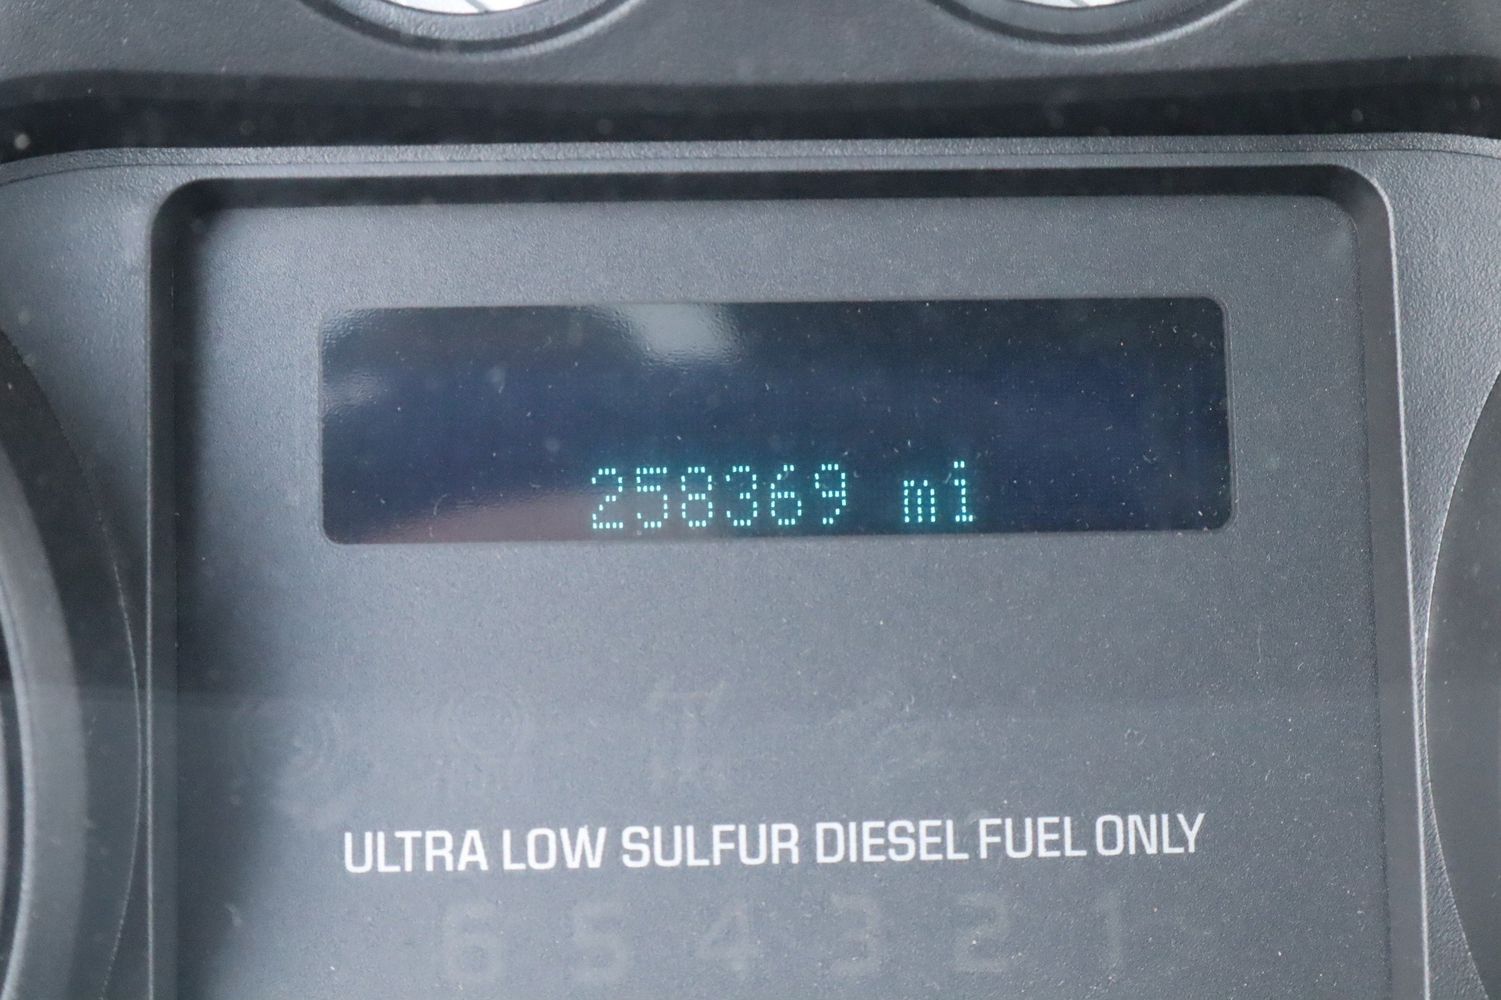 258369 mi
ULTRA LOW SULFUR DIESEL FUEL ONLY
6 5 4 3 2 1